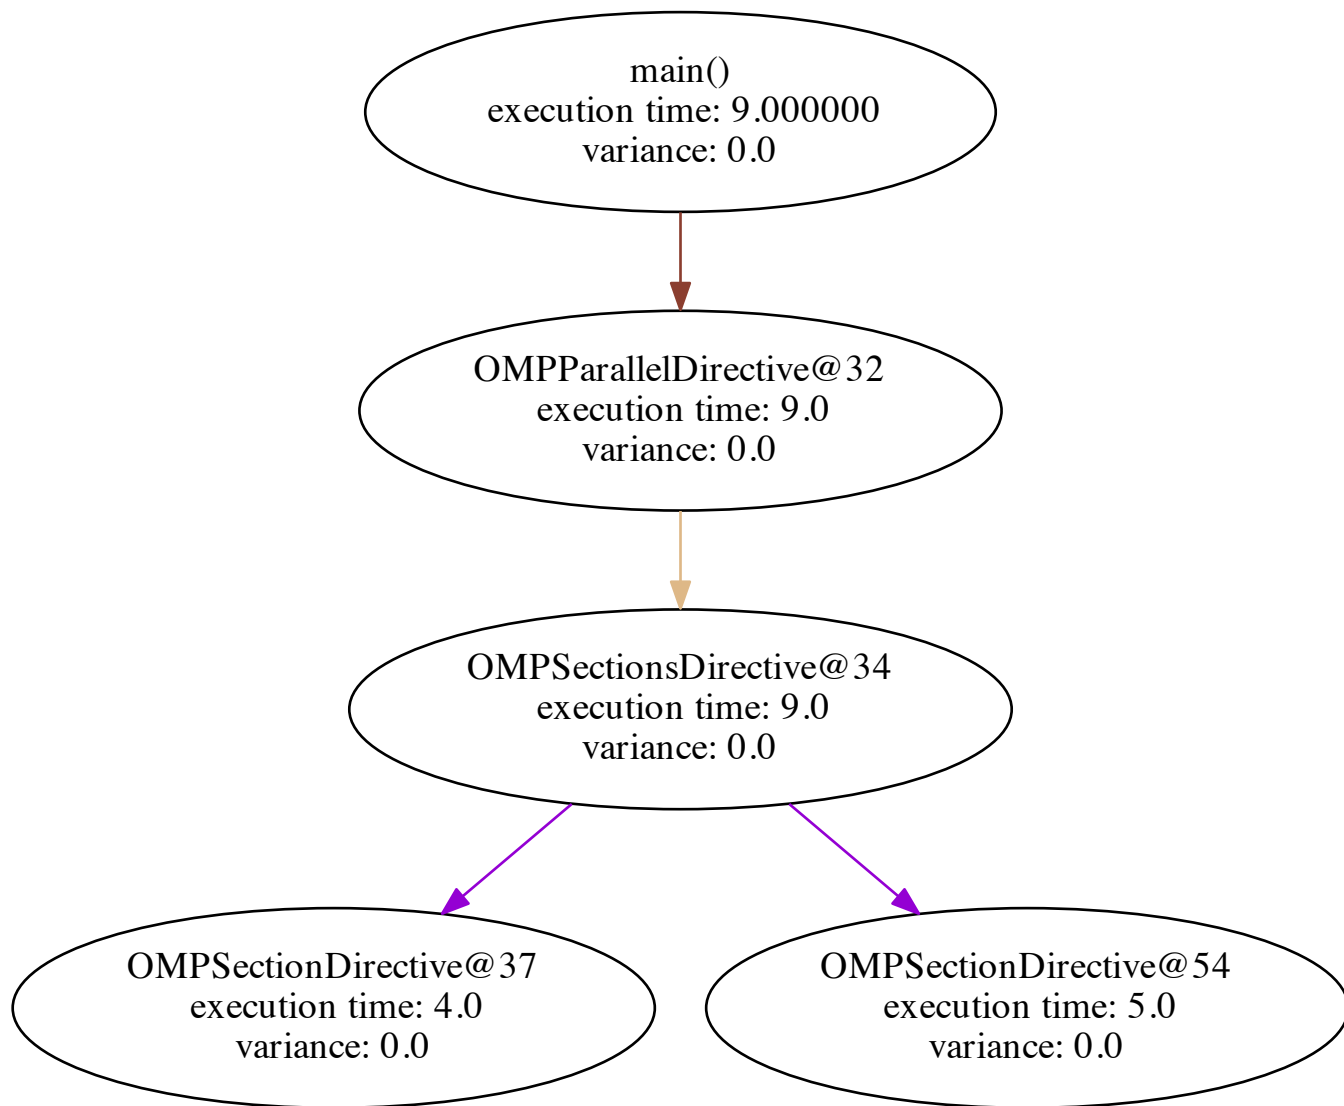 main()
execution time: 9.000000
variance: 0.0
OMPParallelDirective@32
execution time: 9.0
variance: 0.0
OMPSectionsDirective@34
execution time: 9.0
variance: 0.0
OMPSectionDirective@37
execution time: 4.0
variance: 0.0
OMPSectionDirective@54
execution time: 5.0
variance: 0.0